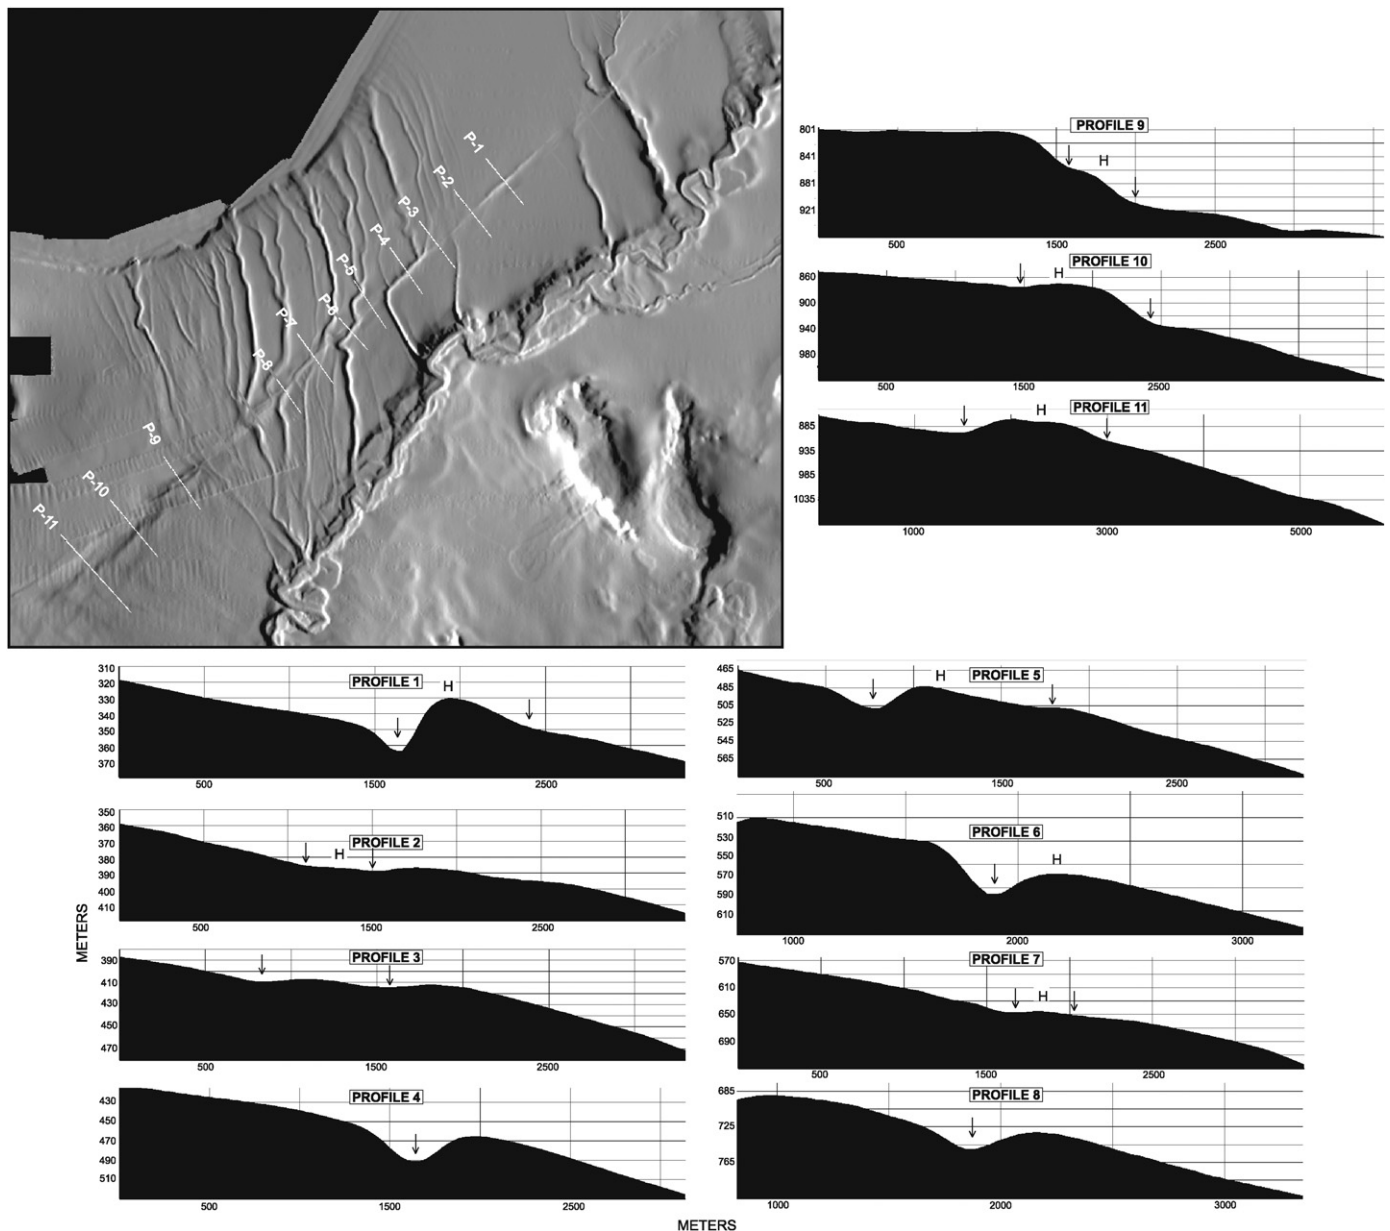 P-1
P-2
P-3
P-4
P-5
P-6
P-7
P-8
P-9
P-10
P-11
PROFILE 9
801
841
881
921
H
500 1500 2500
PROFILE 10
860
900
940
980
H
500 1500 2500
PROFILE 11
885
935
985
1035
H
1000 3000 5000
PROFILE 1
310
320
330
340
350
360
370
H
500 1500 2500
PROFILE 2
350
360
370
380
390
400
410
H
500 1500 2500
PROFILE 3
390
410
430
450
470
500 1500 2500
PROFILE 4
430
450
470
490
510
500 1500 2500
PROFILE 5
465
485
505
525
545
565
H
500 1500 2500
PROFILE 6
510
530
550
570
590
610
H
1000 2000 3000
PROFILE 7
570
610
650
690
H
500 1500 2500
PROFILE 8
685
725
765
1000 2000 3000
METERS
METERS